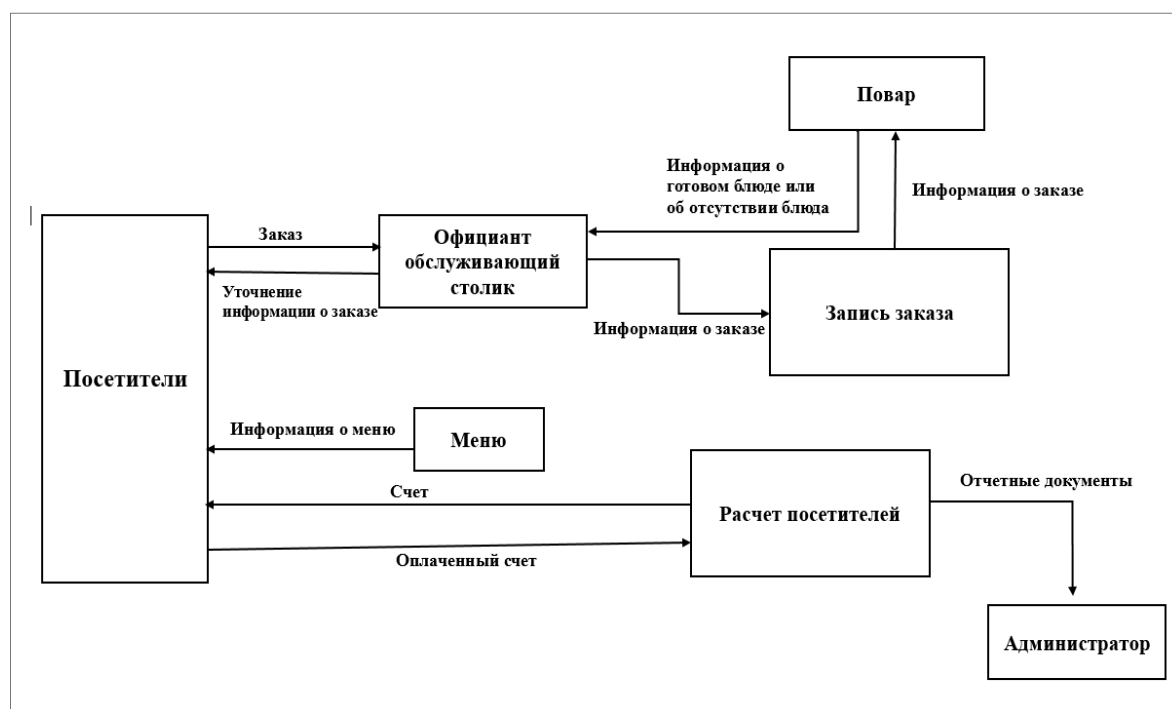 Повар
Информация о
готовом блюде или
об отсутствии блюда
Информация о заказе
Заказ
Официант
обслуживающий
столик
Уточнение
информации о заказе
Информация о заказе
Запись заказа
Посетители
Информация о меню
Меню
Счет
Расчет посетителей
Отчетные документы
Оплаченный счет
Администратор